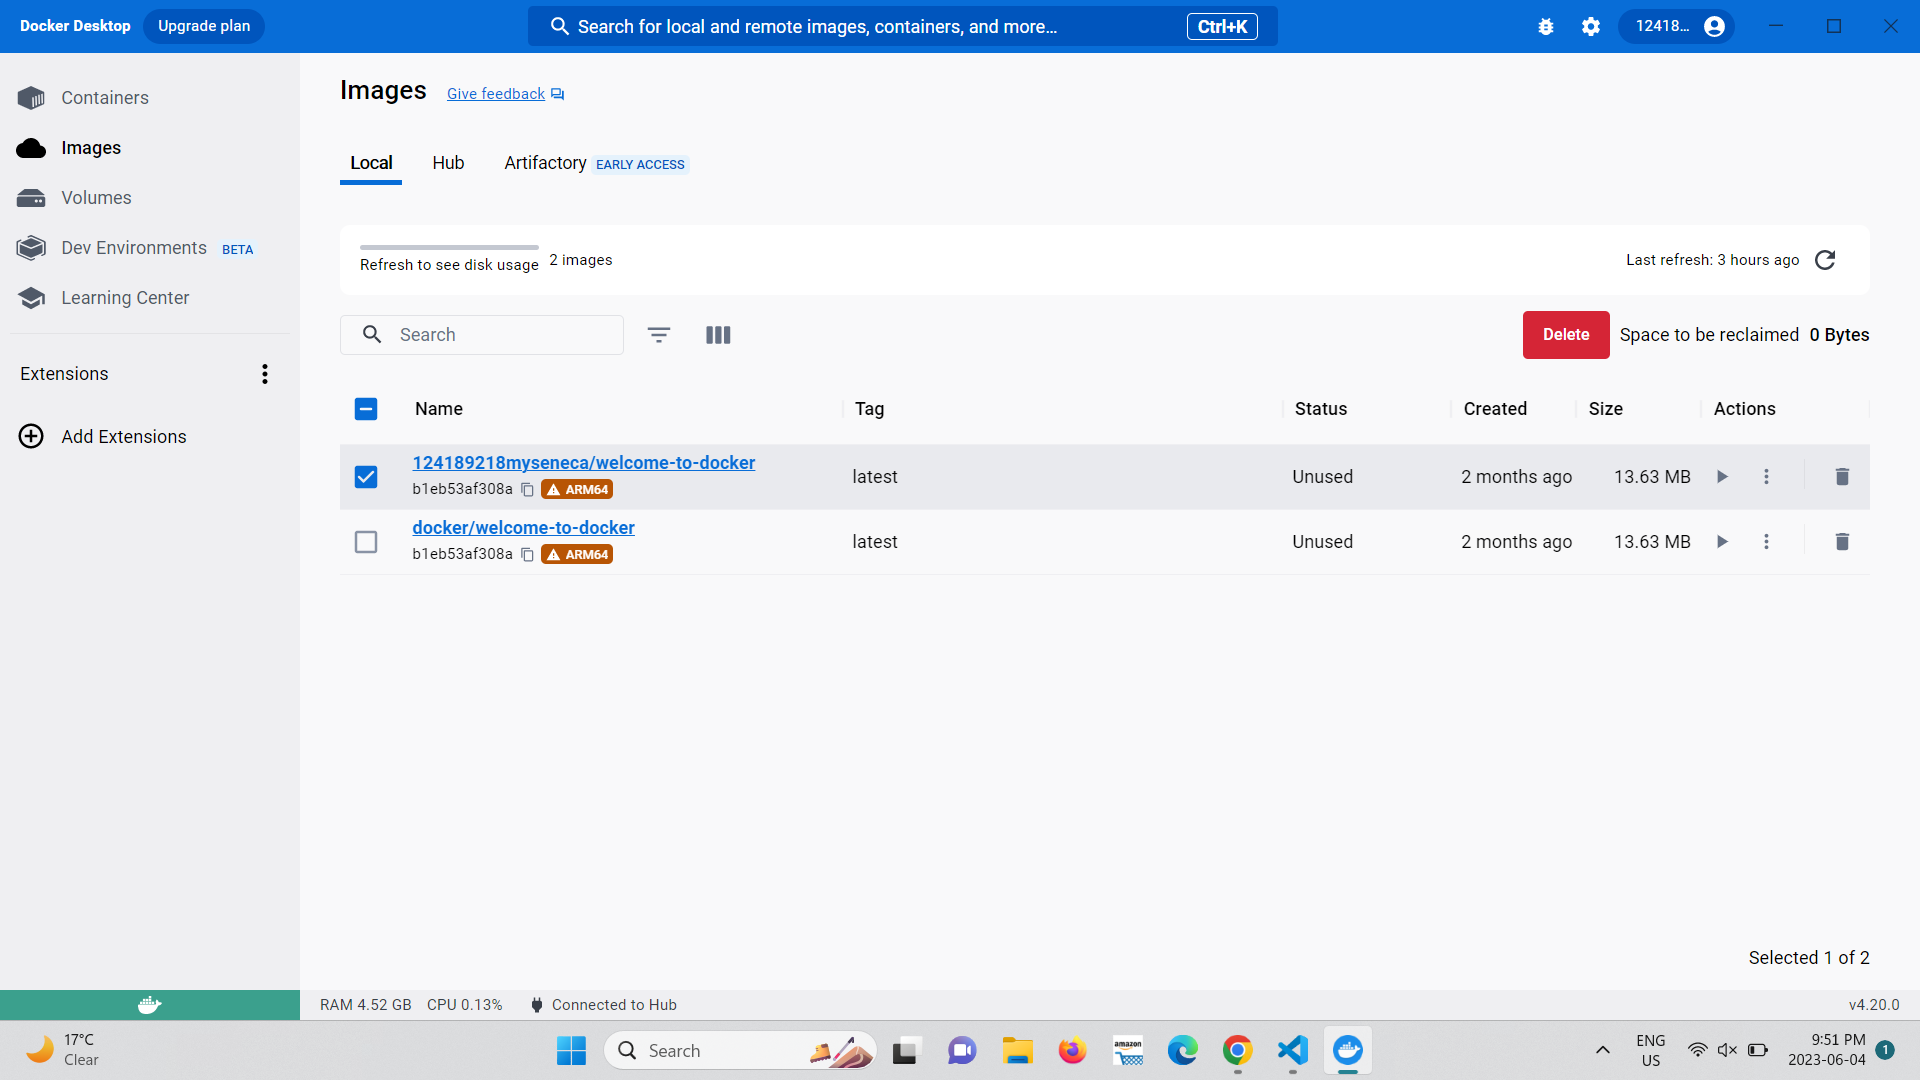 Docker Desktop Upgrade plan Search for local and remote images, containers, and more... Ctrl+K 12418...
Containers
Images
Volumes
Dev Environments BETA
Learning Center
Extensions
Add Extensions
Images Give feedback
Local Hub Artifactory EARLY ACCESS
Refresh to see disk usage 2 images Last refresh: 3 hours ago
Search Delete Space to be reclaimed 0 Bytes
Name Tag Status Created Size Actions
124189218myseneca/welcome-to-docker
b1eb53af308a ARM64 latest Unused 2 months ago 13.63 MB
docker/welcome-to-docker
b1eb53af308a ARM64 latest Unused 2 months ago 13.63 MB
Selected 1 of 2
RAM 4.52 GB CPU 0.13% Connected to Hub v4.20.0
17°C
Clear
Search
amazon
ENG
US
9:51 PM
2023-06-04
1